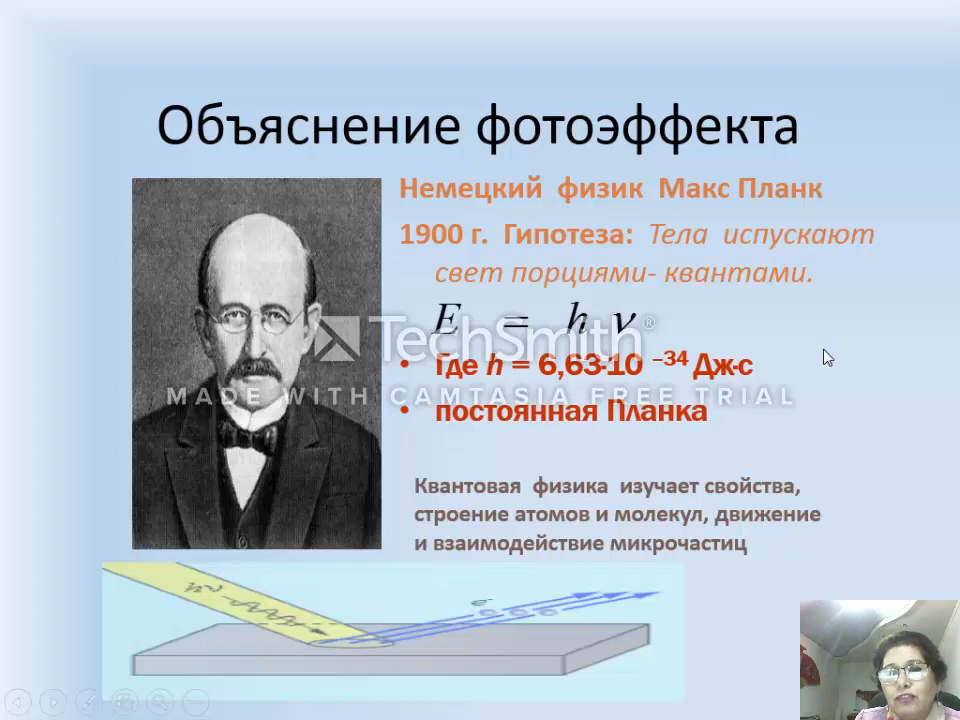 Объяснение фотоэффекта
Немецкий физик Макс Планк
1900 г. Гипотеза: Тела испускают
свет порциями- квантами.
E = h ν
TechSmith®
• Где h = 6,63·10 −34 Дж·с
MADE WITH CAMTASIA FREE TRIAL
• постоянная Планка
Квантовая физика изучает свойства,
строение атомов и молекул, движение
и взаимодействие микрочастиц
hν
e⁻